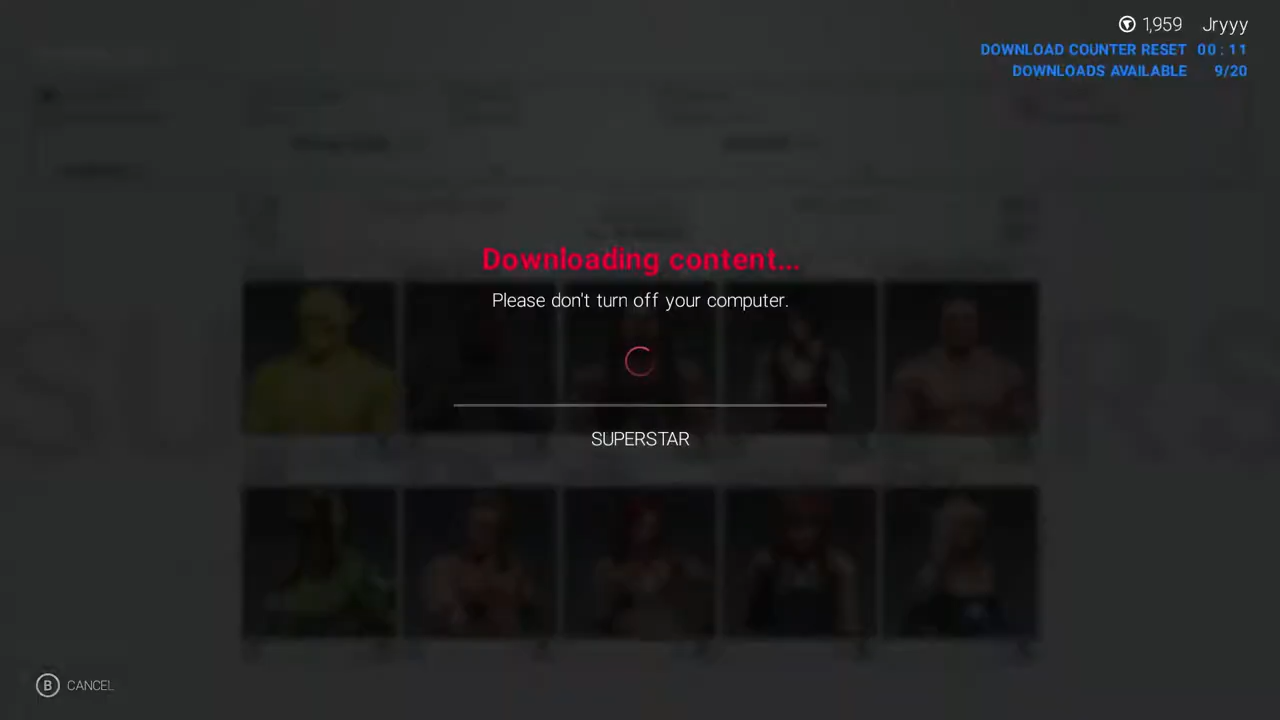 1,959 Jryyy
DOWNLOAD COUNTER RESET 00 : 11
DOWNLOADS AVAILABLE 9/20
Downloading content...
Please don't turn off your computer.
SUPERSTAR
B CANCEL